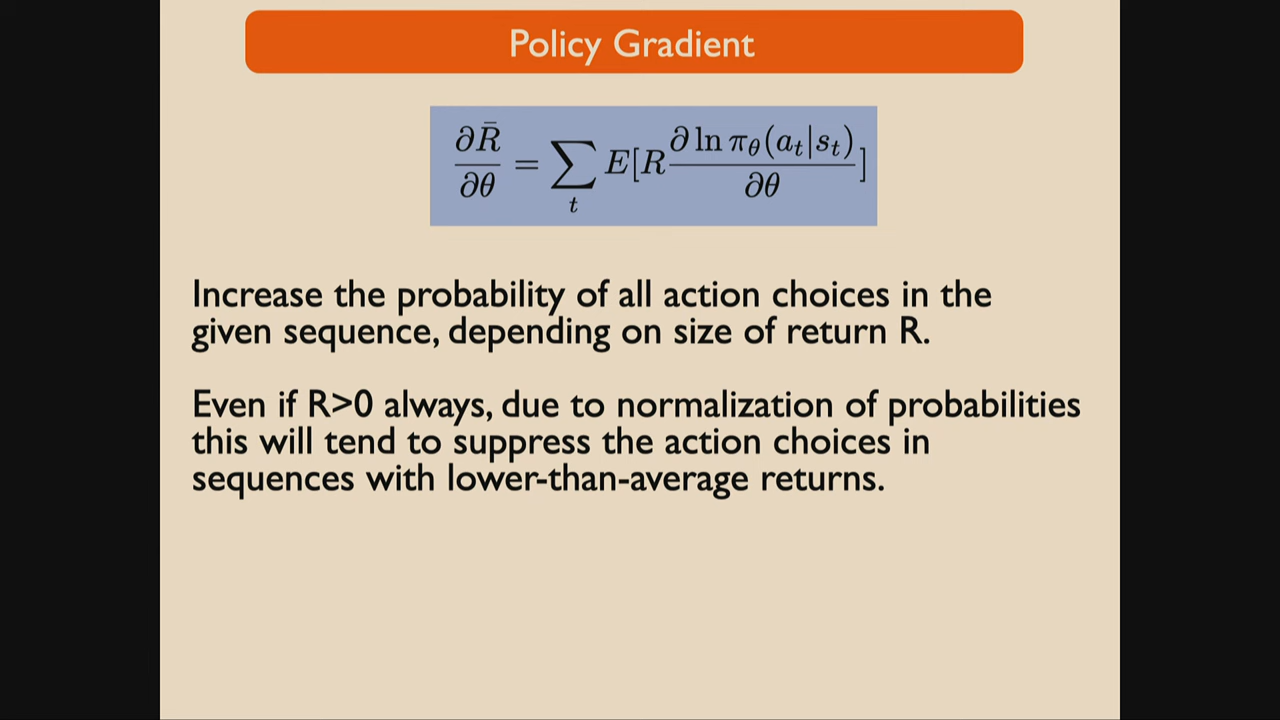 Policy Gradient
∂R̄/∂θ = ∑_t E[R ∂ ln π_θ(a_t|s_t)/∂θ]
Increase the probability of all action choices in the
given sequence, depending on size of return R.
Even if R>0 always, due to normalization of probabilities
this will tend to suppress the action choices in
sequences with lower-than-average returns.